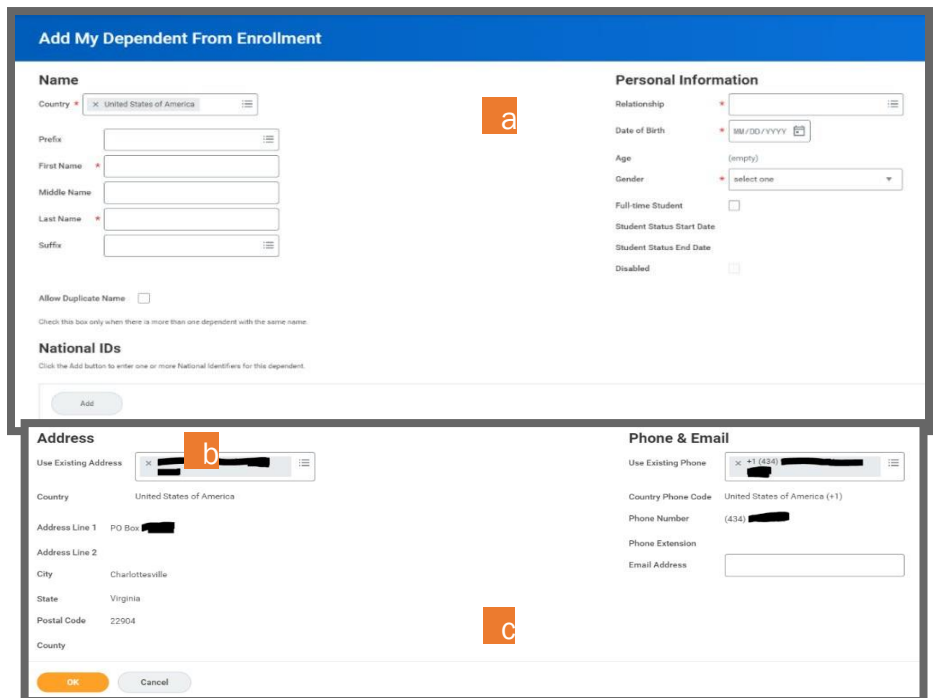 Add My Dependent From Enrollment
Name
Country * × United States of America
Prefix
First Name *
Middle Name
Last Name *
Suffix
Allow Duplicate Name
Check this box only when there is more than one dependent with the same name.
National IDs
Click the Add button to enter one or more National Identifiers for this dependent.
Add
a
Personal Information
Relationship *
Date of Birth * MM/DD/YYYY
Age (empty)
Gender * select one
Full-time Student
Student Status Start Date
Student Status End Date
Disabled
Address
b
Use Existing Address ×
Country United States of America
Address Line 1 PO Box
Address Line 2
City Charlottesville
State Virginia
Postal Code 22904
County
OK Cancel
c
Phone & Email
Use Existing Phone × +1 (434)
Country Phone Code United States of America (+1)
Phone Number (434)
Phone Extension
Email Address